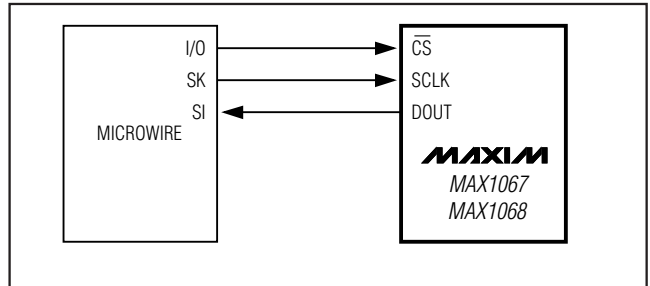 I/O
SK
SI
MICROWIRE
CS
SCLK
DOUT
MAXIM
MAX1067
MAX1068